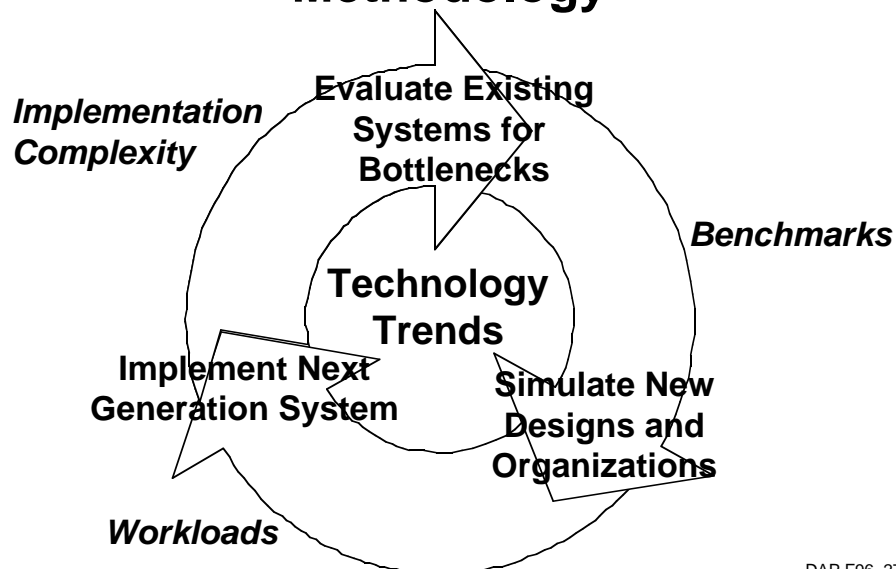 Methodology
Evaluate Existing
Systems for
Bottlenecks
Implementation
Complexity
Benchmarks
Technology
Trends
Implement Next
Generation System
Simulate New
Designs and
Organizations
Workloads